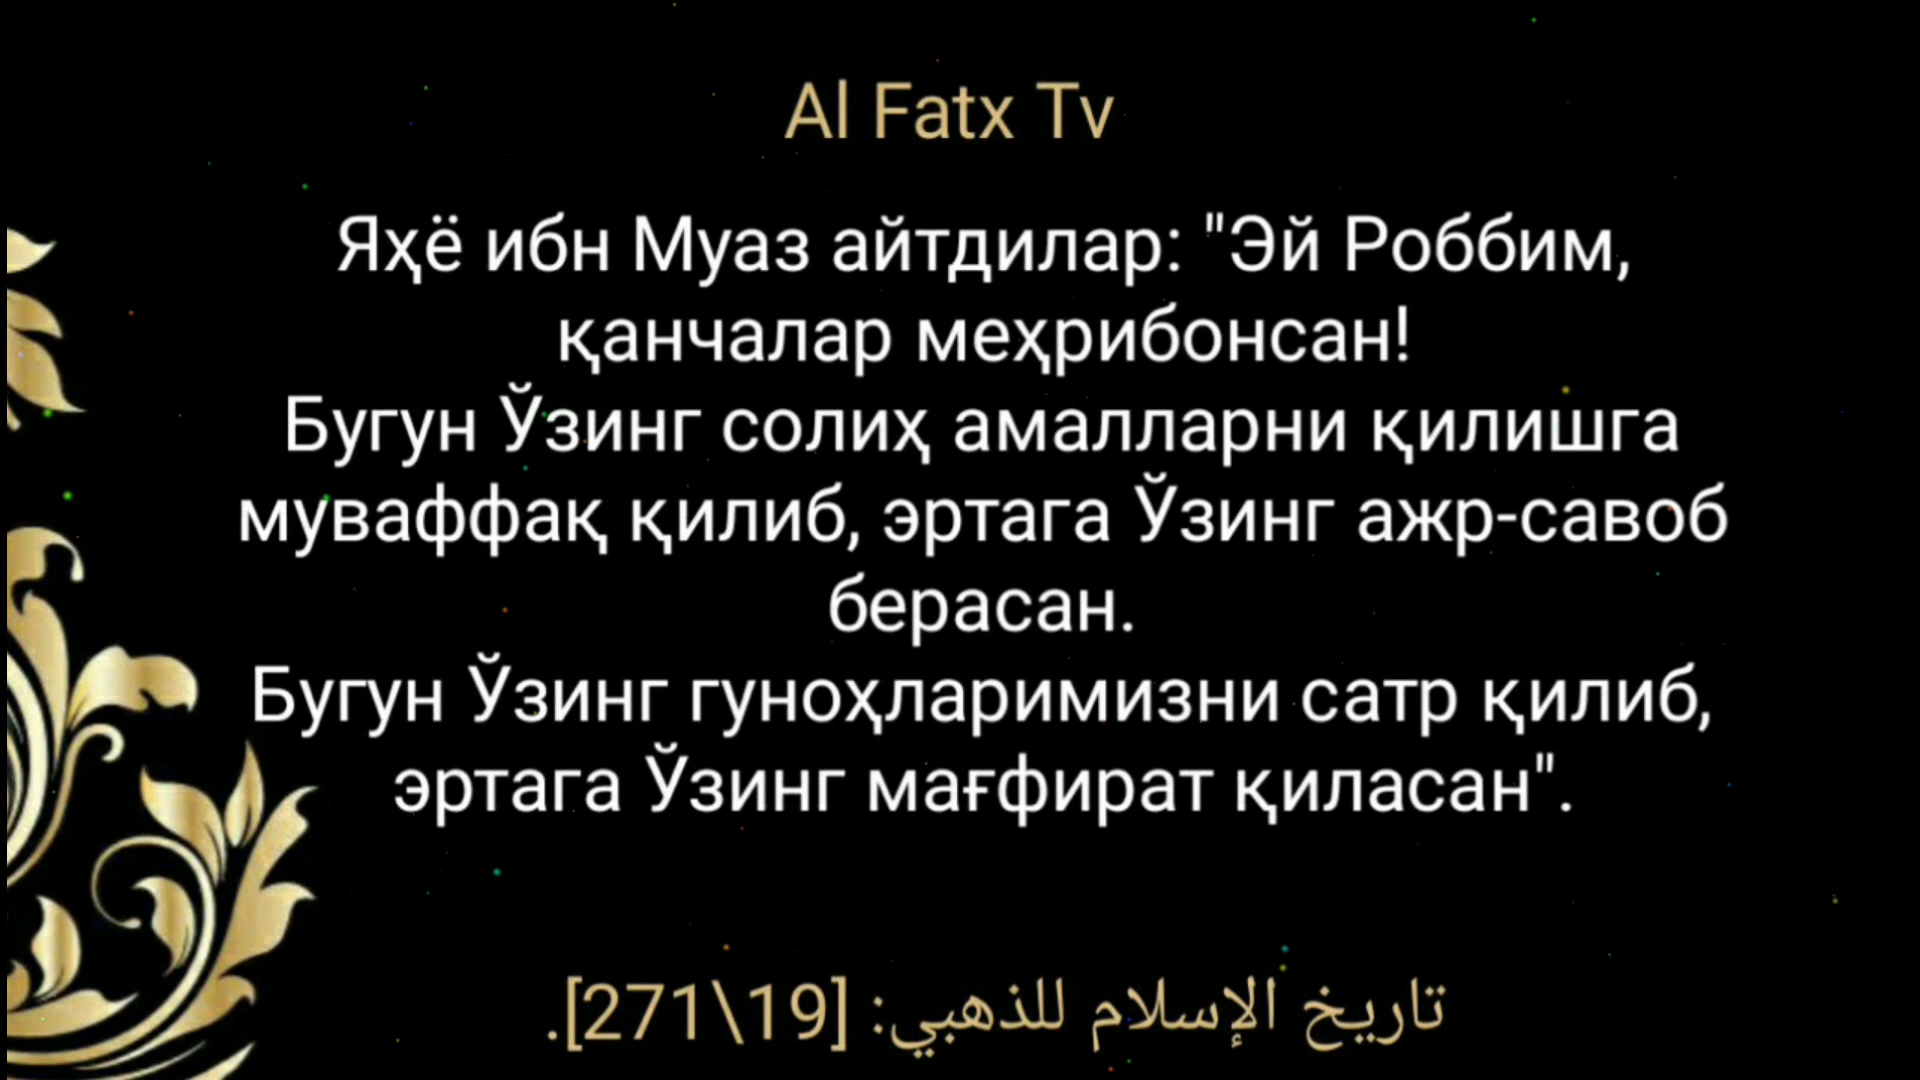 Al Fatx Tv
Яҳё ибн Муаз айтдилар: "Эй Роббим,
қанчалар меҳрибонсан!
Бугун Ўзинг солиҳ амалларни қилишга
муваффақ қилиб, эртага Ўзинг ажр-савоб
берасан.
Бугун Ўзинг гуноҳларимизни сатр қилиб,
эртага Ўзинг мағфират қиласан".
تاريخ الإسلام للذهبي: [19\271].